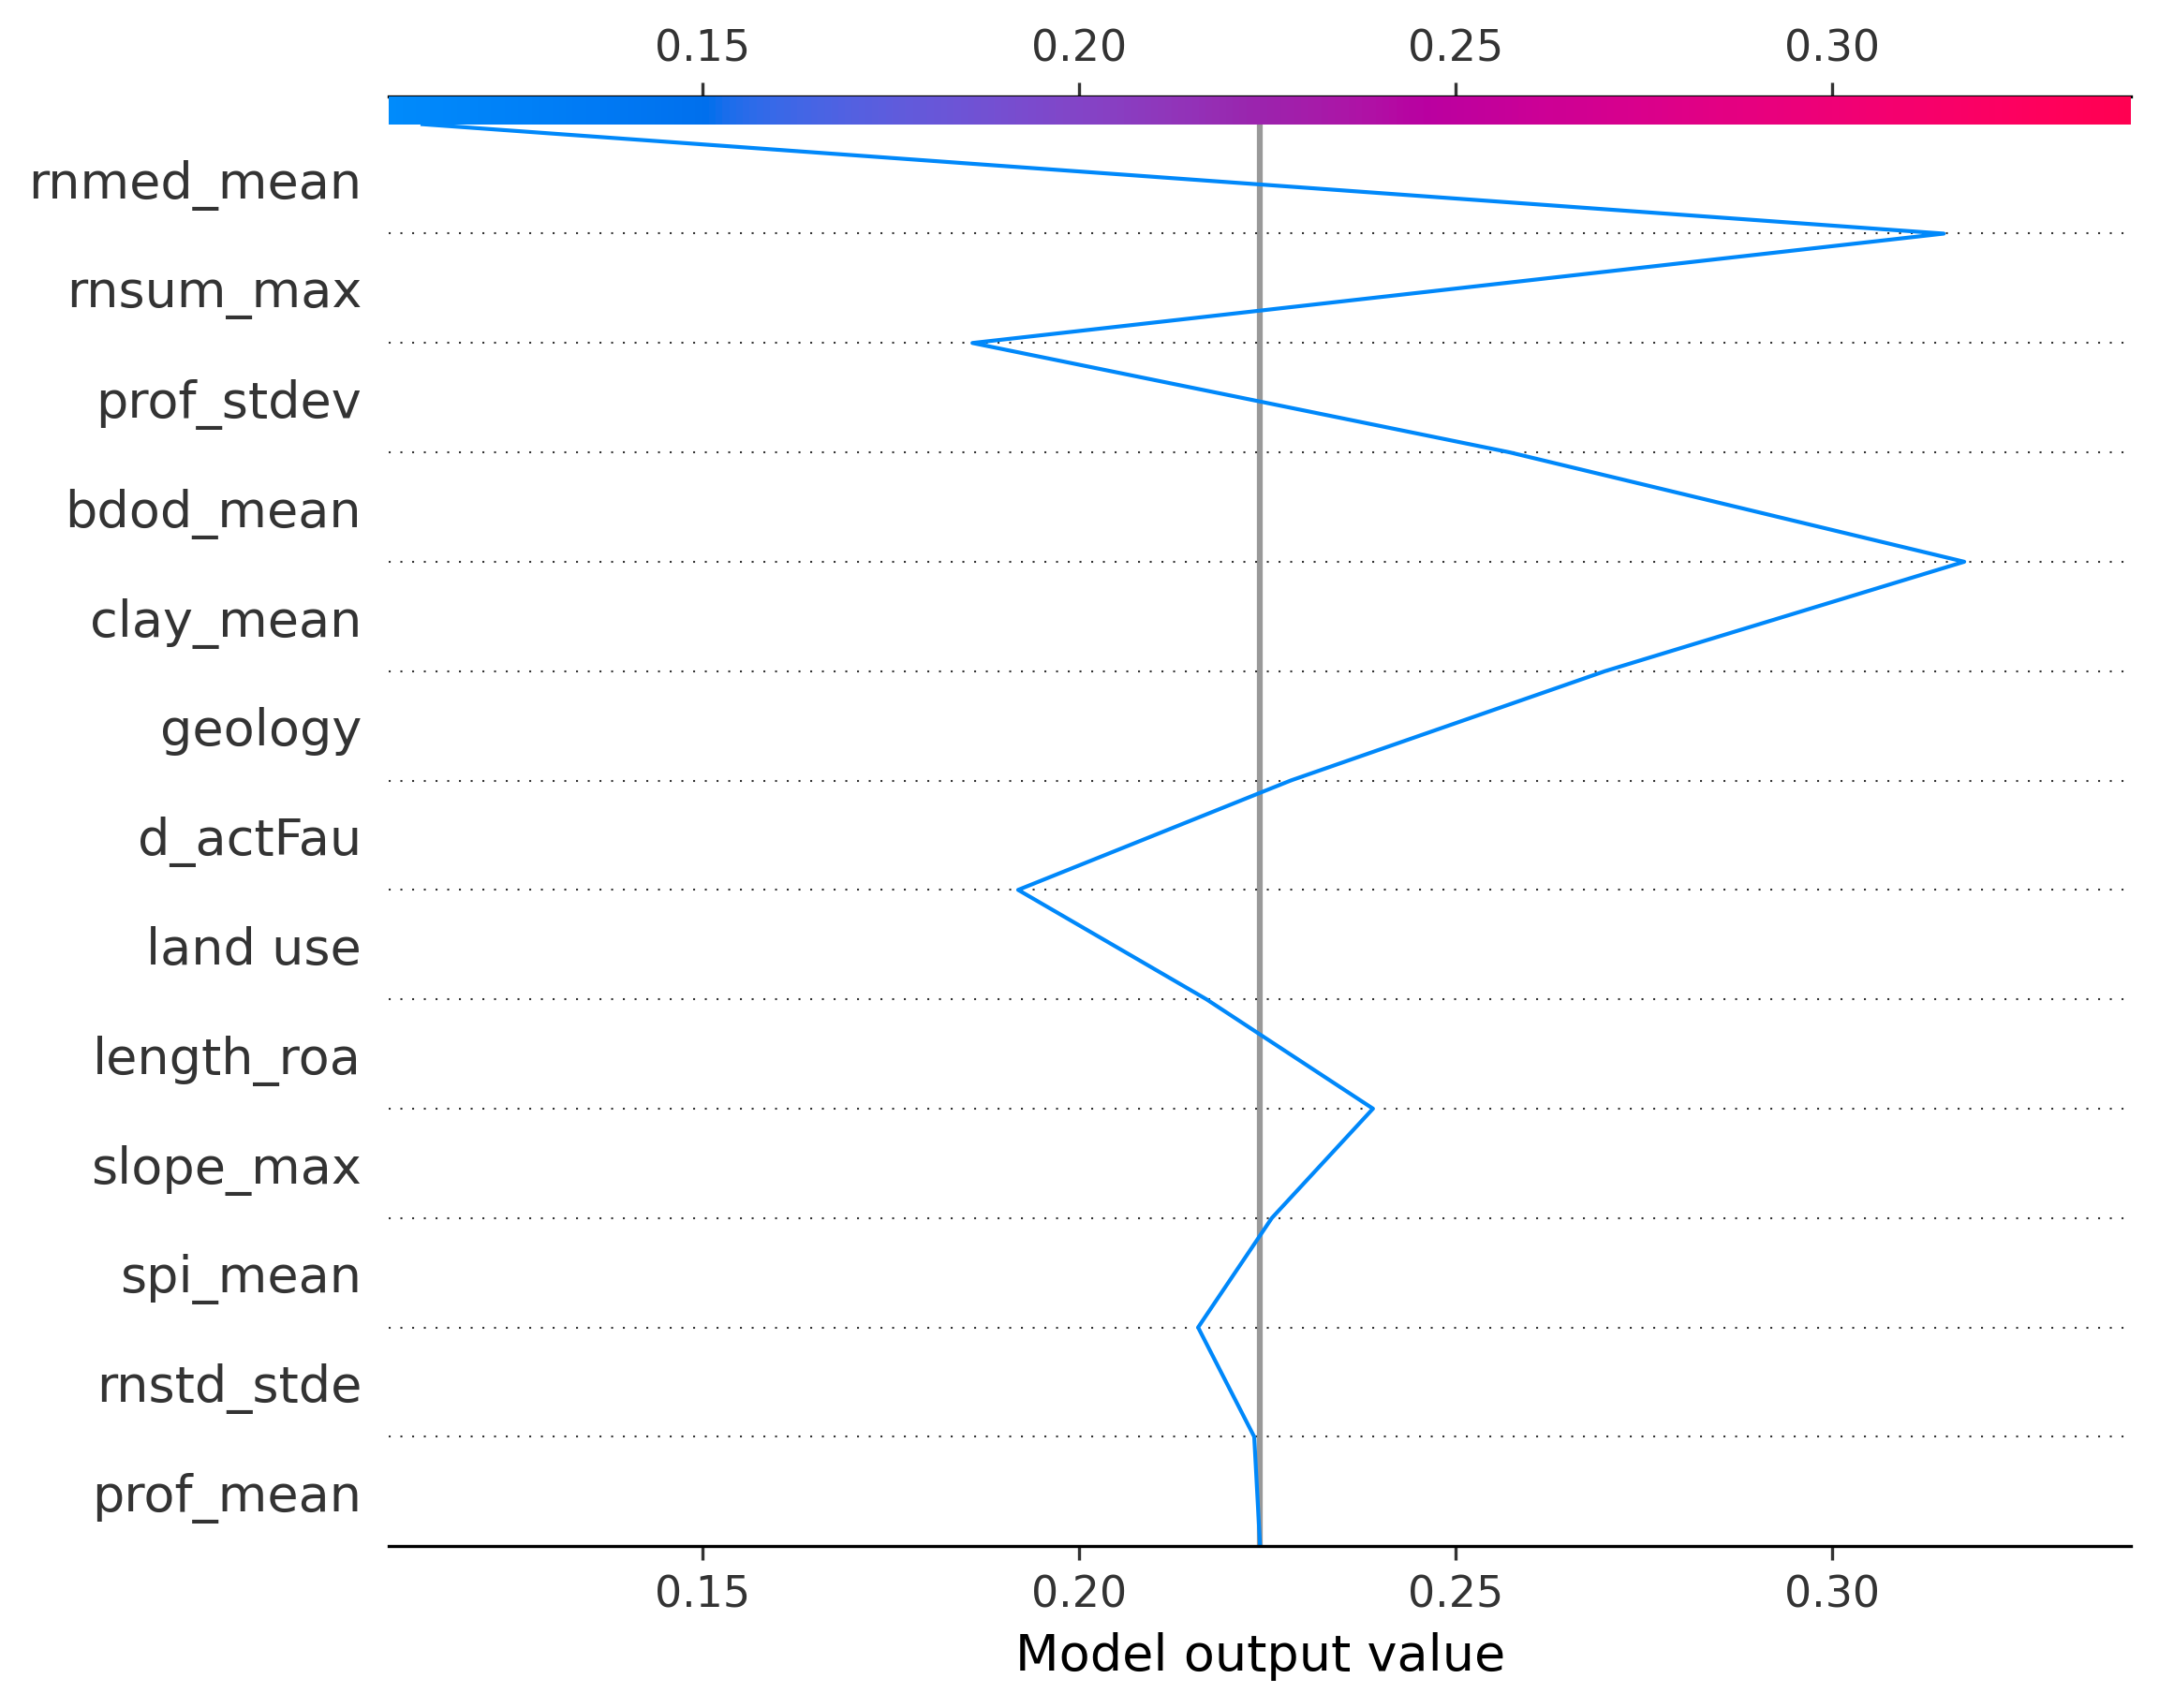 0.15 0.20 0.25 0.30
rnmed_mean
rnsum_max
prof_stdev
bdod_mean
clay_mean
geology
d_actFau
land use
length_roa
slope_max
spi_mean
rnstd_stde
prof_mean
0.15 0.20 0.25 0.30
Model output value